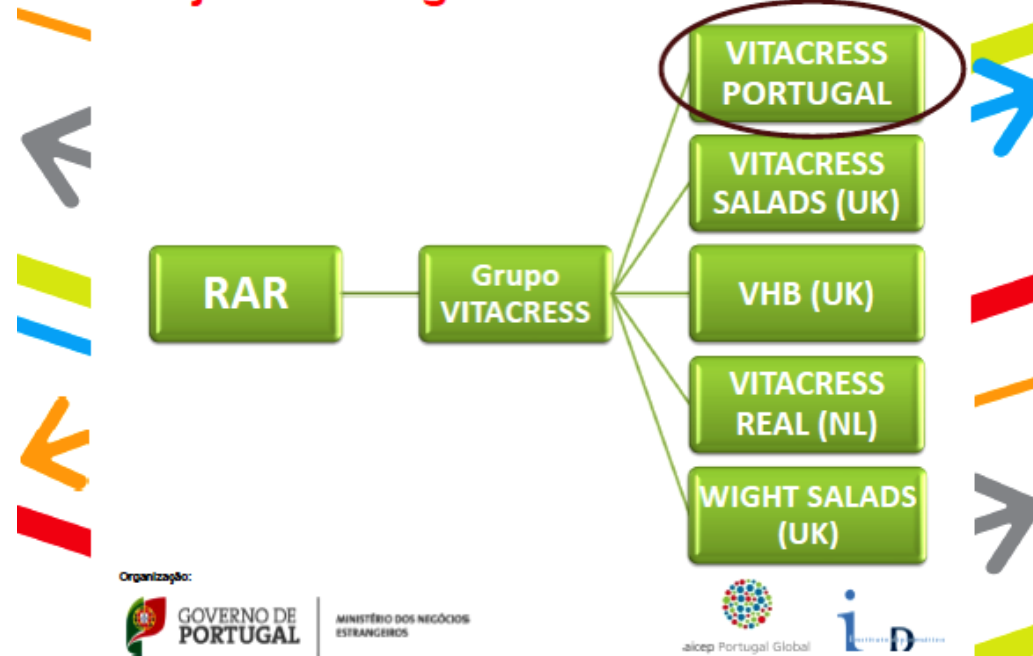 RAR
Grupo
VITACRESS
VITACRESS
PORTUGAL
VITACRESS
SALADS (UK)
VHB (UK)
VITACRESS
REAL (NL)
WIGHT SALADS
(UK)
Organização:
GOVERNO DE
PORTUGAL
MINISTÉRIO DOS NEGÓCIOS
ESTRANGEIROS
aicep Portugal Global